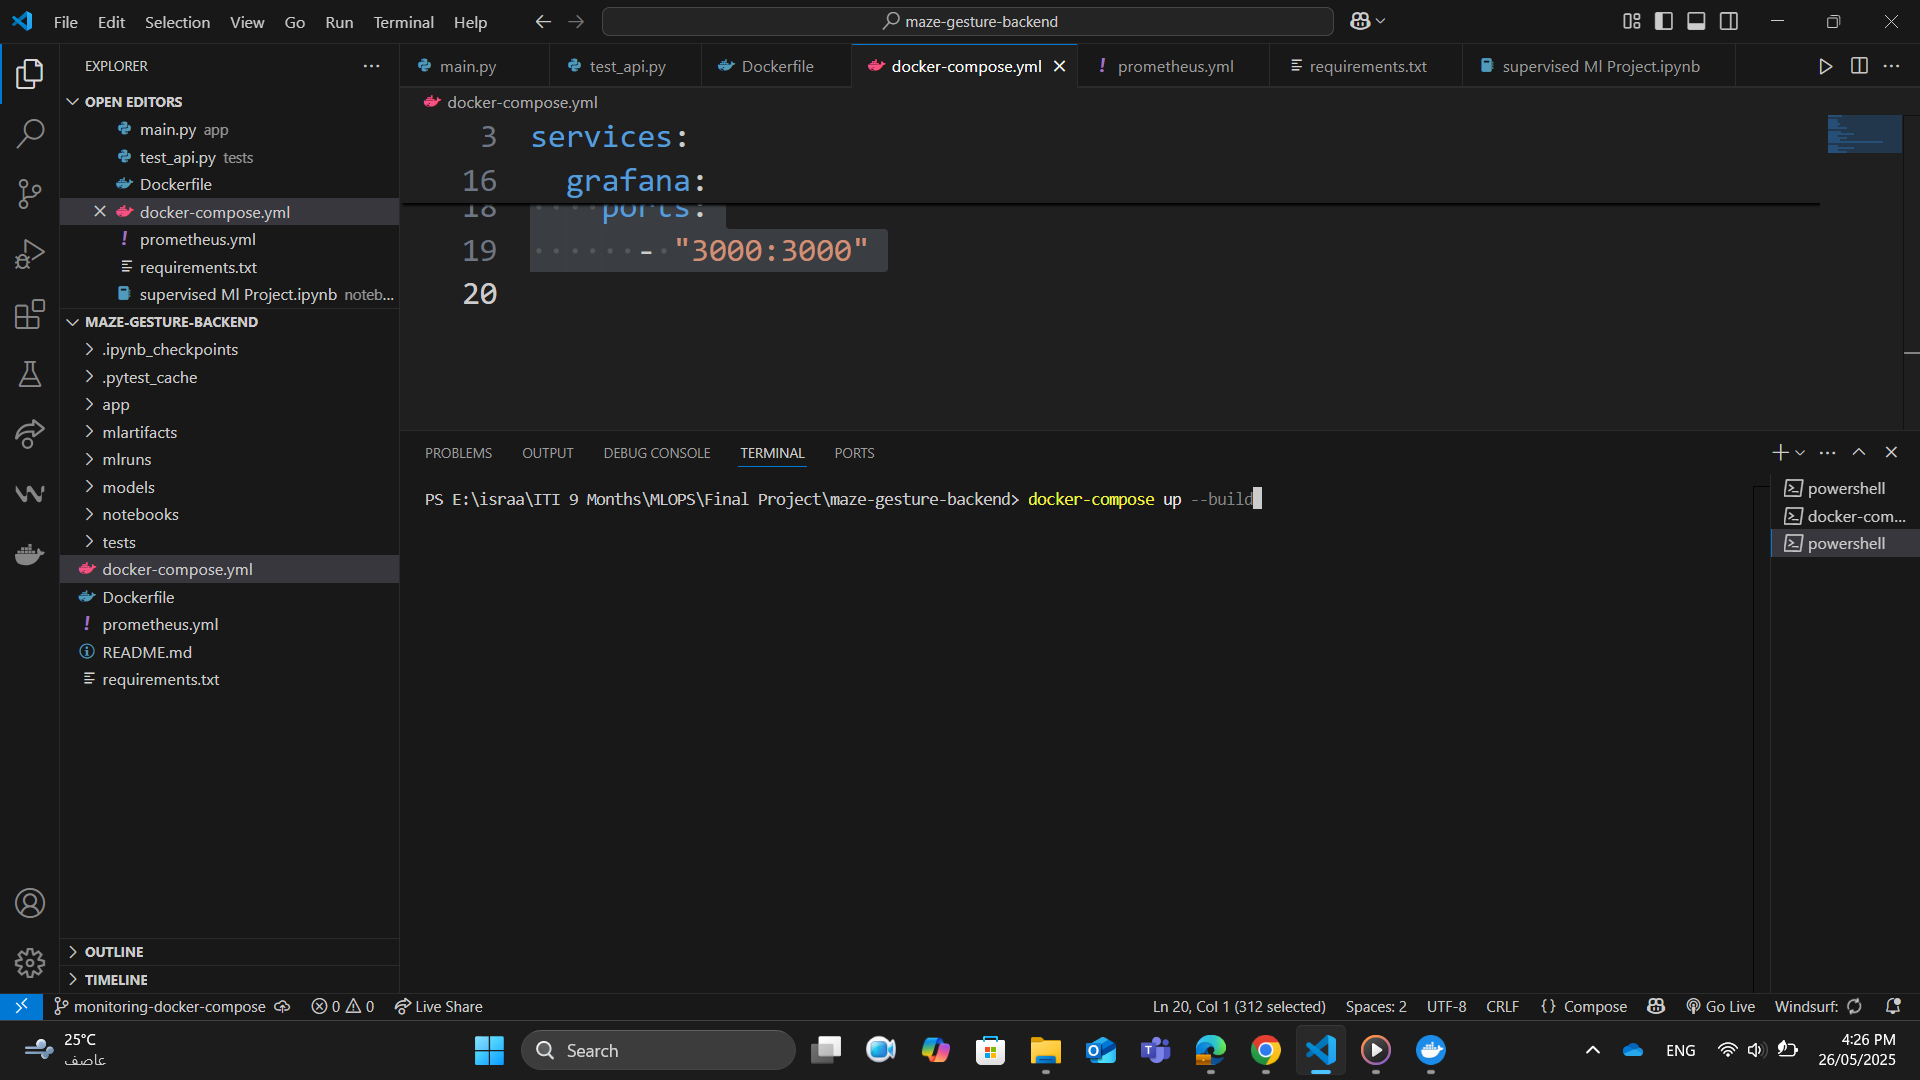 File Edit Selection View Go Run Terminal Help
maze-gesture-backend
EXPLORER
OPEN EDITORS
main.py app
test_api.py tests
Dockerfile
docker-compose.yml
prometheus.yml
requirements.txt
supervised Ml Project.ipynb noteb...
MAZE-GESTURE-BACKEND
.ipynb_checkpoints
.pytest_cache
app
mlartifacts
mlruns
models
notebooks
tests
docker-compose.yml
Dockerfile
prometheus.yml
README.md
requirements.txt
OUTLINE
TIMELINE
main.py test_api.py Dockerfile docker-compose.yml prometheus.yml requirements.txt supervised Ml Project.ipynb
docker-compose.yml
3 services:
16 grafana:
18 ports:
19 - "3000:3000"
20
PROBLEMS OUTPUT DEBUG CONSOLE TERMINAL PORTS
PS E:\israa\ITI 9 Months\MLOPS\Final Project\maze-gesture-backend> docker-compose up --build
powershell
docker-com...
powershell
monitoring-docker-compose 0 0 Live Share Ln 20, Col 1 (312 selected) Spaces: 2 UTF-8 CRLF {} Compose Go Live Windsurf:
25°C
عاصف
Search
ENG
4:26 PM
26/05/2025